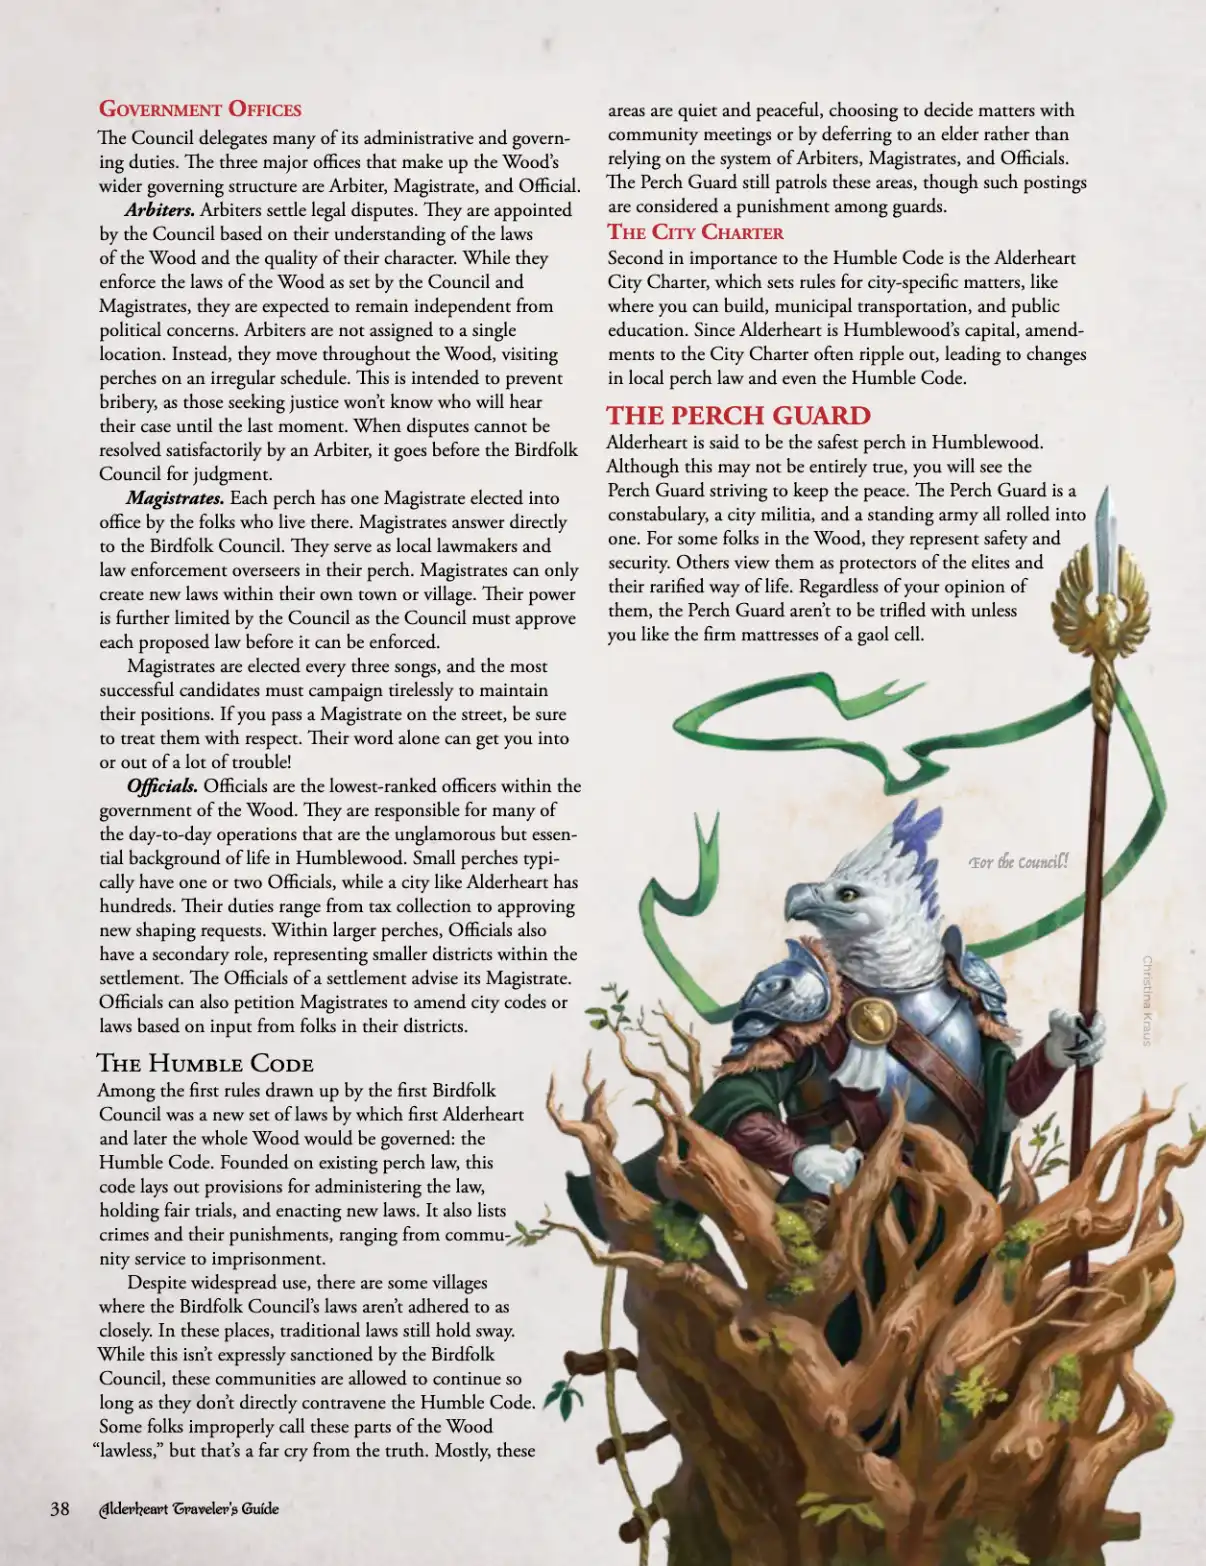 Government Offices
The Council delegates many of its administrative and govern-
ing duties. The three major offices that make up the Wood's
wider governing structure are Arbiter, Magistrate, and Official.
Arbiters. Arbiters settle legal disputes. They are appointed
by the Council based on their understanding of the laws
of the Wood and the quality of their character. While they
enforce the laws of the Wood as set by the Council and
Magistrates, they are expected to remain independent from
political concerns. Arbiters are not assigned to a single
location. Instead, they move throughout the Wood, visiting
perches on an irregular schedule. This is intended to prevent
bribery, as those seeking justice won't know who will hear
their case until the last moment. When disputes cannot be
resolved satisfactorily by an Arbiter, it goes before the Birdfolk
Council for judgment.
Magistrates. Each perch has one Magistrate elected into
office by the folks who live there. Magistrates answer directly
to the Birdfolk Council. They serve as local lawmakers and
law enforcement overseers in their perch. Magistrates can only
create new laws within their own town or village. Their power
is further limited by the Council as the Council must approve
each proposed law before it can be enforced.
Magistrates are elected every three songs, and the most
successful candidates must campaign tirelessly to maintain
their positions. If you pass a Magistrate on the street, be sure
to treat them with respect. Their word alone can get you into
or out of a lot of trouble!
Officials. Officials are the lowest-ranked officers within the
government of the Wood. They are responsible for many of
the day-to-day operations that are the unglamorous but essen-
tial background of life in Humblewood. Small perches typi-
cally have one or two Officials, while a city like Alderheart has
hundreds. Their duties range from tax collection to approving
new shaping requests. Within larger perches, Officials also
have a secondary role, representing smaller districts within the
settlement. The Officials of a settlement advise its Magistrate.
Officials can also petition Magistrates to amend city codes or
laws based on input from folks in their districts.
The Humble Code
Among the first rules drawn up by the first Birdfolk
Council was a new set of laws by which first Alderheart
and later the whole Wood would be governed: the
Humble Code. Founded on existing perch law, this
code lays out provisions for administering the law,
holding fair trials, and enacting new laws. It also lists
crimes and their punishments, ranging from commu-
nity service to imprisonment.
Despite widespread use, there are some villages
where the Birdfolk Council's laws aren't adhered to as
closely. In these places, traditional laws still hold sway.
While this isn't expressly sanctioned by the Birdfolk
Council, these communities are allowed to continue so
long as they don't directly contravene the Humble Code.
Some folks improperly call these parts of the Wood
“lawless,” but that's a far cry from the truth. Mostly, these
areas are quiet and peaceful, choosing to decide matters with
community meetings or by deferring to an elder rather than
relying on the system of Arbiters, Magistrates, and Officials.
The Perch Guard still patrols these areas, though such postings
are considered a punishment among guards.
The City Charter
Second in importance to the Humble Code is the Alderheart
City Charter, which sets rules for city-specific matters, like
where you can build, municipal transportation, and public
education. Since Alderheart is Humblewood's capital, amend-
ments to the City Charter often ripple out, leading to changes
in local perch law and even the Humble Code.
THE PERCH GUARD
Alderheart is said to be the safest perch in Humblewood.
Although this may not be entirely true, you will see the
Perch Guard striving to keep the peace. The Perch Guard is a
constabulary, a city militia, and a standing army all rolled into
one. For some folks in the Wood, they represent safety and
security. Others view them as protectors of the elites and
their rarified way of life. Regardless of your opinion of
them, the Perch Guard aren't to be trifled with unless
you like the firm mattresses of a gaol cell.
For the Council!
Christina Kraus
38 Alderheart Traveler's Guide